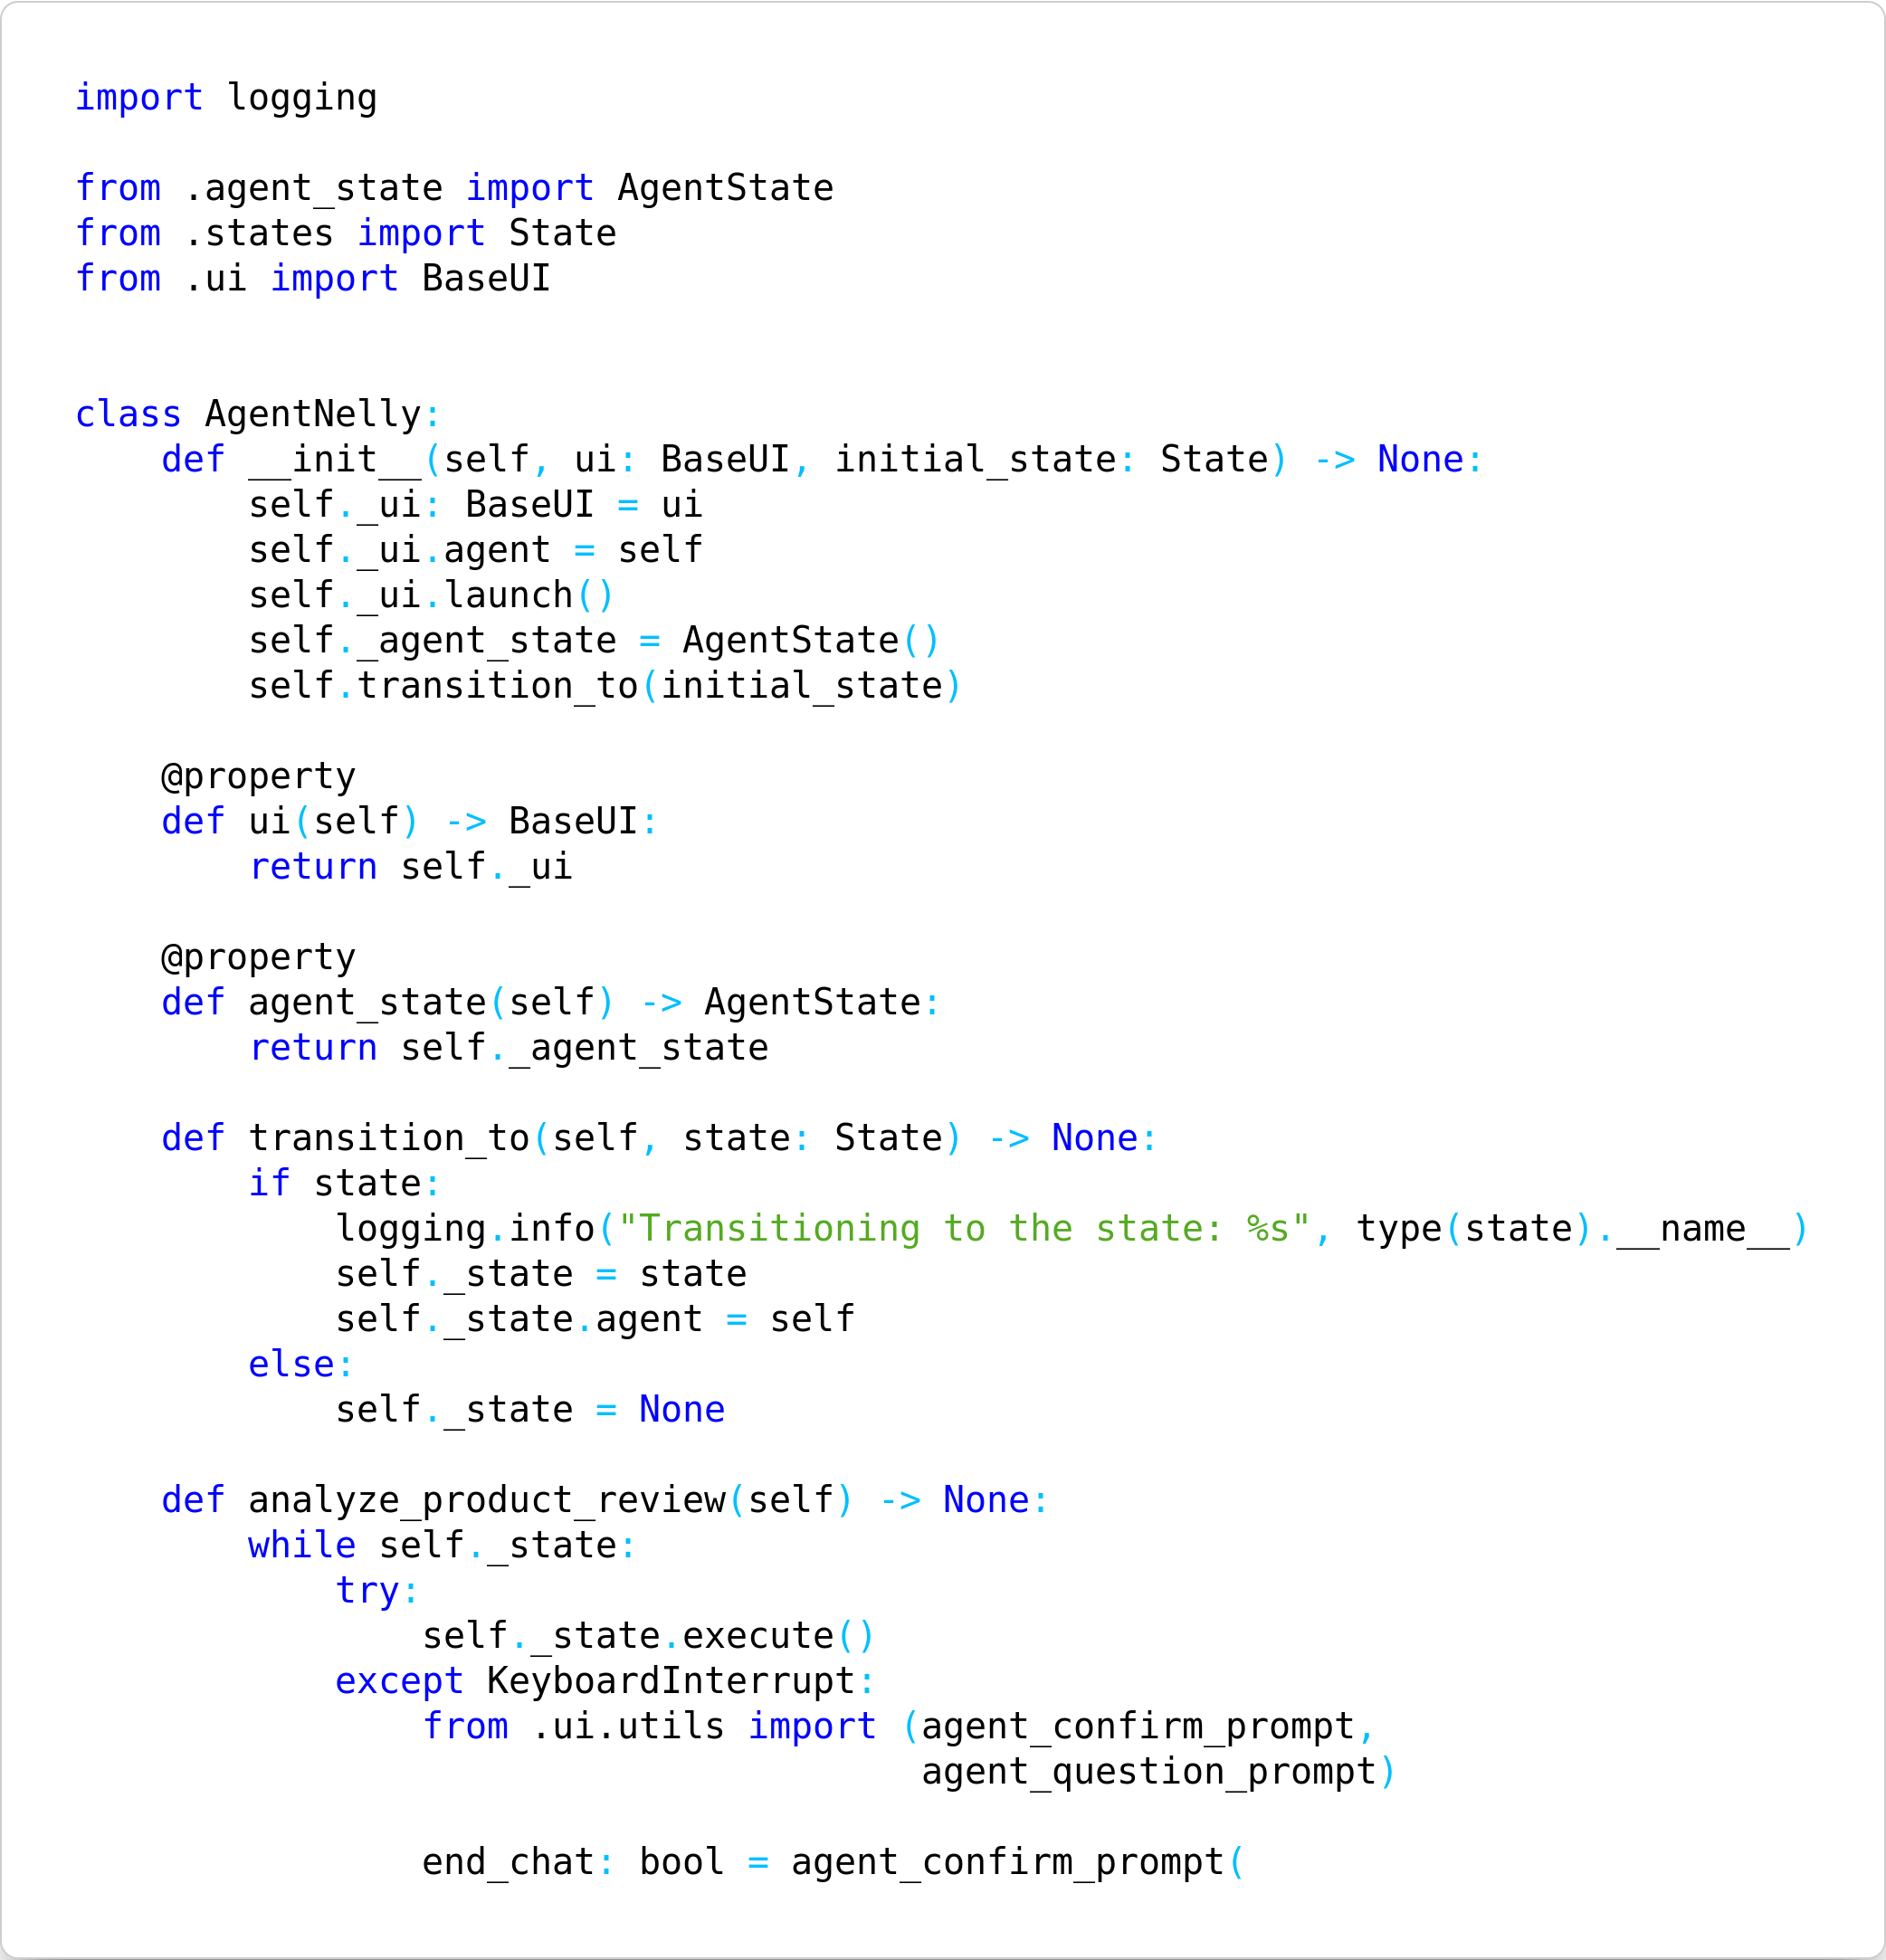 import logging

from .agent_state import AgentState
from .states import State
from .ui import BaseUI


class AgentNelly:
    def __init__(self, ui: BaseUI, initial_state: State) -> None:
        self._ui: BaseUI = ui
        self._ui.agent = self
        self._ui.launch()
        self._agent_state = AgentState()
        self.transition_to(initial_state)

    @property
    def ui(self) -> BaseUI:
        return self._ui

    @property
    def agent_state(self) -> AgentState:
        return self._agent_state

    def transition_to(self, state: State) -> None:
        if state:
            logging.info("Transitioning to the state: %s", type(state).__name__)
            self._state = state
            self._state.agent = self
        else:
            self._state = None

    def analyze_product_review(self) -> None:
        while self._state:
            try:
                self._state.execute()
            except KeyboardInterrupt:
                from .ui.utils import (agent_confirm_prompt,
                                       agent_question_prompt)

                end_chat: bool = agent_confirm_prompt(